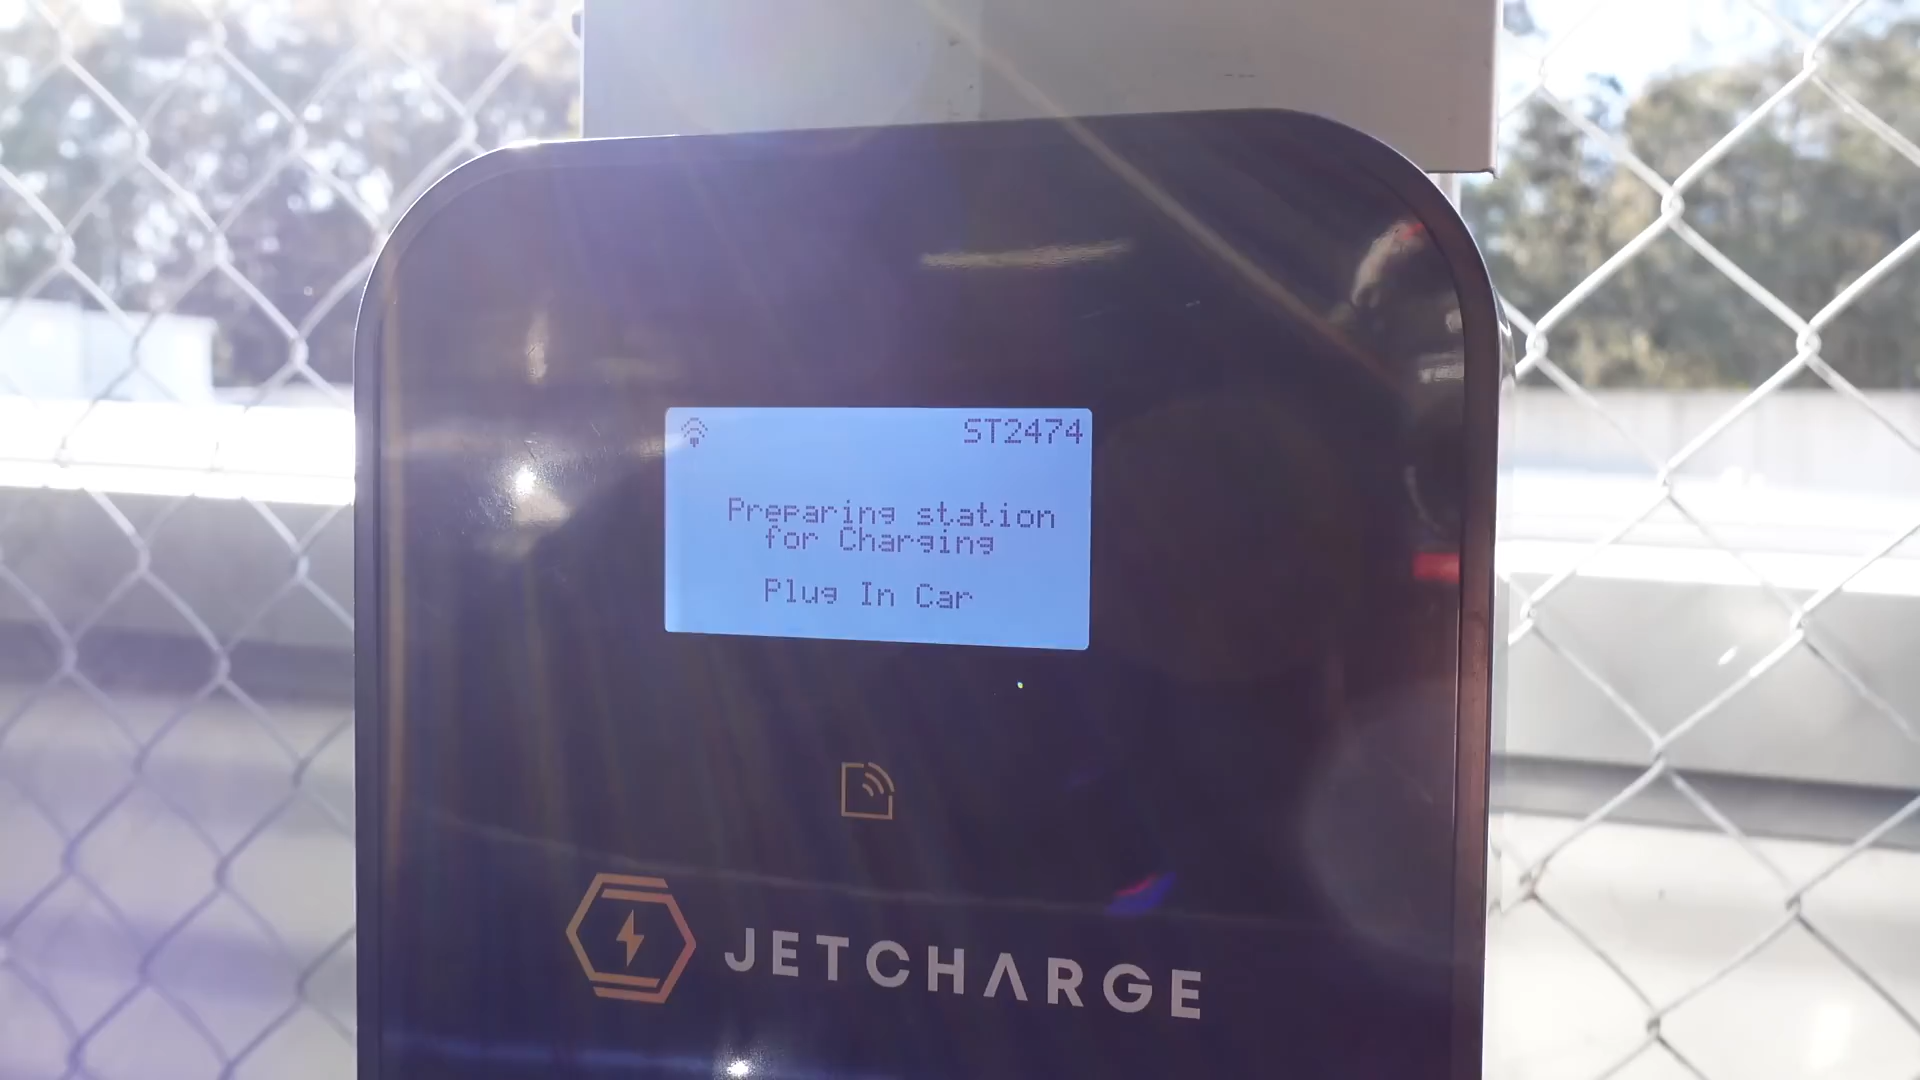 ST2474
Preparing station
for Charging
Plug In Car
JETCHARGE